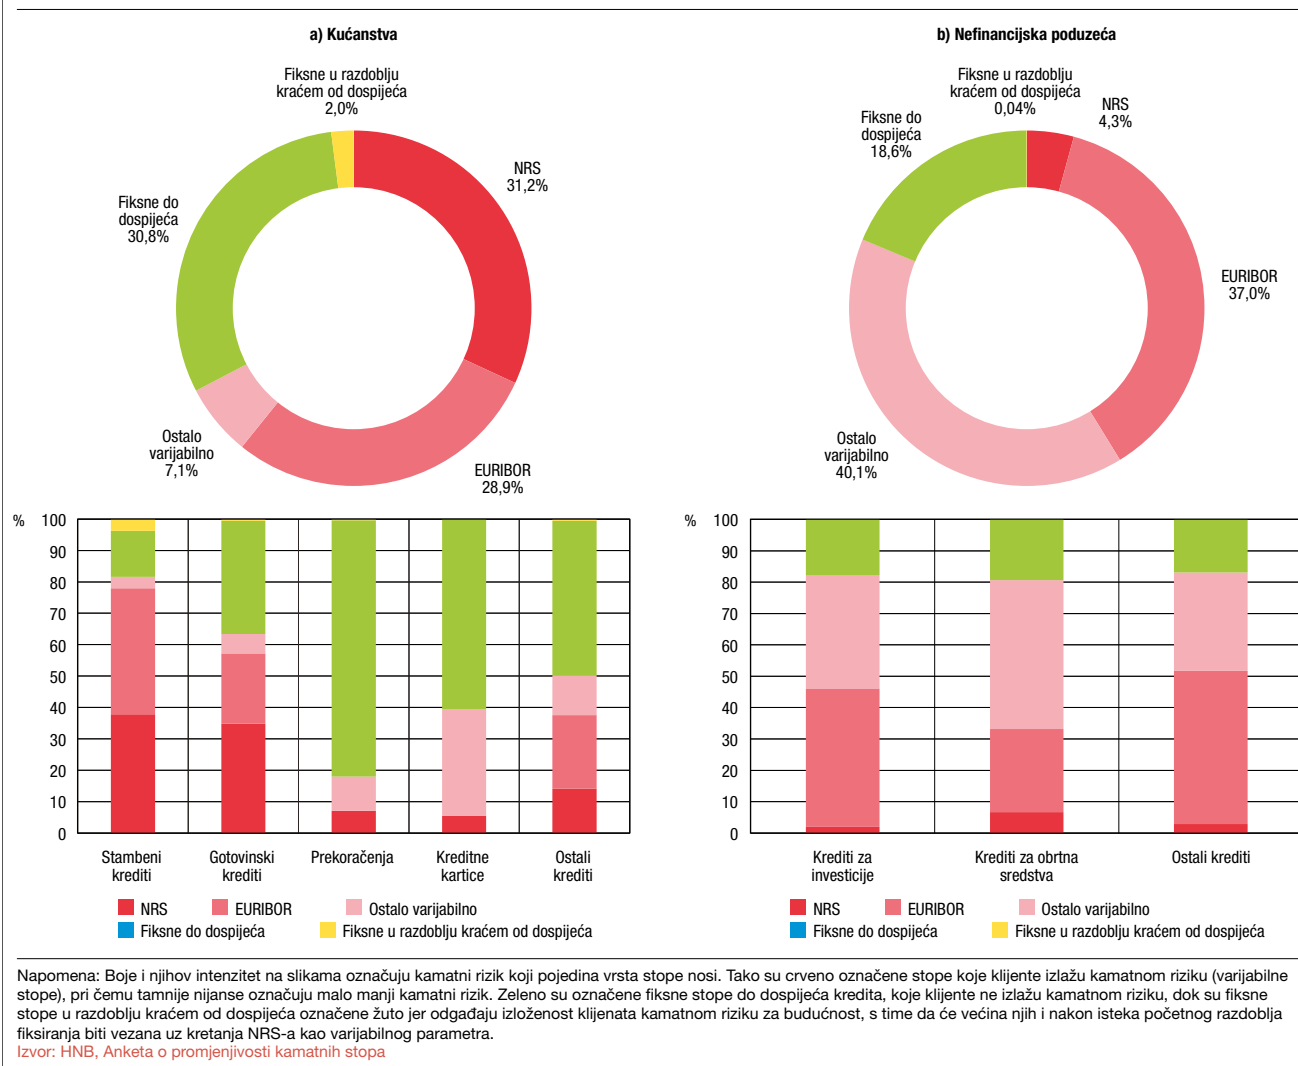 a) Kućanstva
Fiksne u razdoblju
kraćem od dospijeća
2,0%
NRS
31,2%
Fiksne do
dospijeća
30,8%
Ostalo
varijabilno
7,1%
EURIBOR
28,9%
%
100
90
80
70
60
50
40
30
20
10
0
Stambeni
krediti
Gotovinski
krediti
Prekoračenja
Kreditne
kartice
Ostali
krediti
NRS
EURIBOR
Ostalo varijabilno
Fiksne do dospijeća
Fiksne u razdoblju kraćem od dospijeća
b) Nefinancijska poduzeća
Fiksne u razdoblju
kraćem od dospijeća
0,04%
NRS
4,3%
Fiksne do
dospijeća
18,6%
EURIBOR
37,0%
Ostalo
varijabilno
40,1%
%
100
90
80
70
60
50
40
30
20
10
0
Krediti za
investicije
Krediti za obrtna
sredstva
Ostali krediti
NRS
EURIBOR
Ostalo varijabilno
Fiksne do dospijeća
Fiksne u razdoblju kraćem od dospijeća
Napomena: Boje i njihov intenzitet na slikama označuju kamatni rizik koji pojedina vrsta stope nosi. Tako su crveno označene stope koje klijente izlažu kamatnom riziku (varijabilne
stope), pri čemu tamnije nijanse označuju malo manji kamatni rizik. Zeleno su označene fiksne stope do dospijeća kredita, koje klijente ne izlažu kamatnom riziku, dok su fiksne
stope u razdoblju kraćem od dospijeća označene žuto jer odgađaju izloženost klijenata kamatnom riziku za budućnost, s time da će većina njih i nakon isteka početnog razdoblja
fiksiranja biti vezana uz kretanja NRS-a kao varijabilnog parametra.
Izvor: HNB, Anketa o promjenjivosti kamatnih stopa